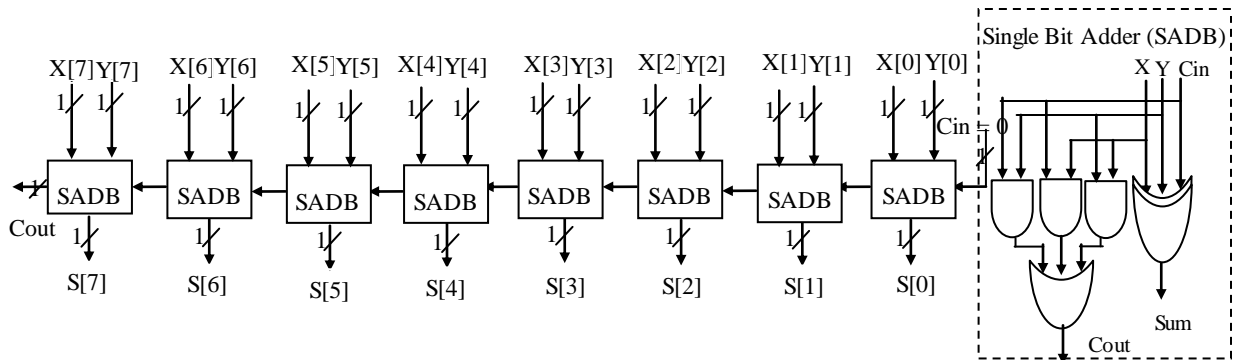 Single Bit Adder (SADB)
X Y Cin
X[7] Y[7] X[6] Y[6] X[5] Y[5] X[4] Y[4] X[3] Y[3] X[2] Y[2] X[1] Y[1] X[0] Y[0]
1 1 1 1 1 1 1 1 1 1 1 1 1 1 1 1
Cin = 0
1
SADB SADB SADB SADB SADB SADB SADB SADB
1
Cout
1 1 1 1 1 1 1 1
S[7] S[6] S[5] S[4] S[3] S[2] S[1] S[0]
Sum
Cout